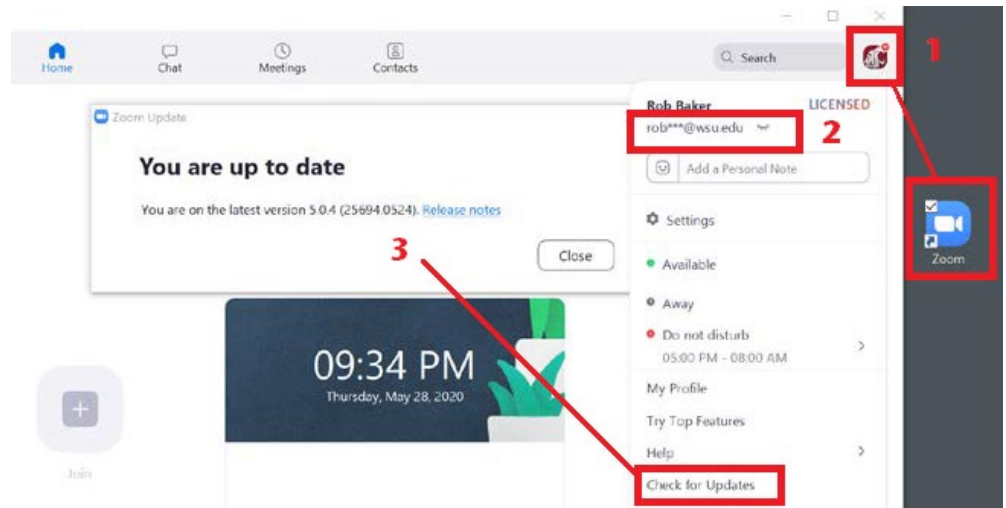 1
Home
Chat
Meetings
Contacts
Search
Zoom Update
You are up to date
You are on the latest version 5.0.4 (25694.0524). Release notes
Close
3
Rob Baker LICENSED
rob***@wsu.edu
2
Add a Personal Note
Settings
Available
Away
Do not disturb
05:00 PM - 08:00 AM
My Profile
Try Top Features
Help
Check for Updates
Zoom
09:34 PM
Thursday, May 28, 2020
Join